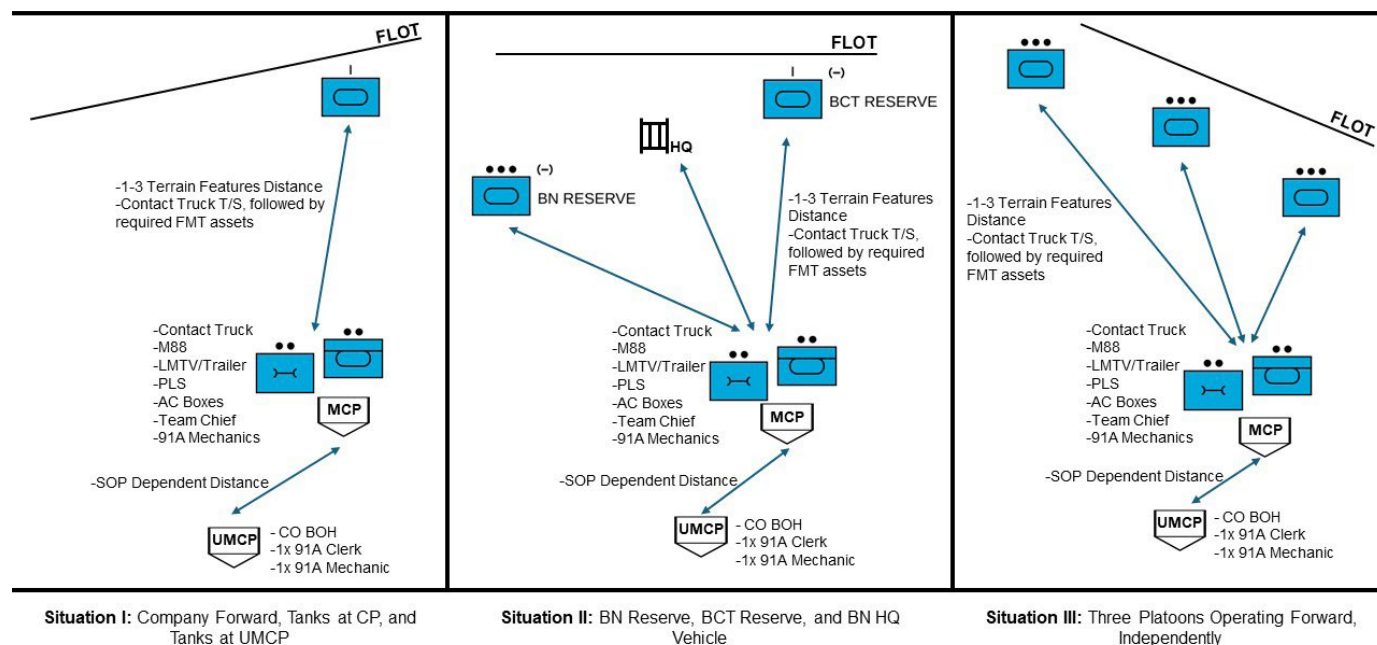 FLOT
I
-1-3 Terrain Features Distance
-Contact Truck T/S, followed by
required FMT assets
-Contact Truck
-M88
-LMTV/Trailer
-PLS
-AC Boxes
-Team Chief
-91A Mechanics
MCP
-SOP Dependent Distance
UMCP
- CO BOH
-1x 91A Clerk
-1x 91A Mechanic
Situation I: Company Forward, Tanks at CP, and
Tanks at UMCP
FLOT
I (–)
BCT RESERVE
HQ
(–)
BN RESERVE
-1-3 Terrain Features
Distance
-Contact Truck T/S,
followed by required
FMT assets
-Contact Truck
-M88
-LMTV/Trailer
-PLS
-AC Boxes
-Team Chief
-91A Mechanics
MCP
-SOP Dependent Distance
UMCP
- CO BOH
-1x 91A Clerk
-1x 91A Mechanic
Situation II: BN Reserve, BCT Reserve, and BN HQ
Vehicle
FLOT
-1-3 Terrain Features
Distance
-Contact Truck T/S,
followed by required
FMT assets
-Contact Truck
-M88
-LMTV/Trailer
-PLS
-AC Boxes
-Team Chief
-91A Mechanics
MCP
-SOP Dependent Distance
UMCP
- CO BOH
-1x 91A Clerk
-1x 91A Mechanic
Situation III: Three Platoons Operating Forward,
Independently